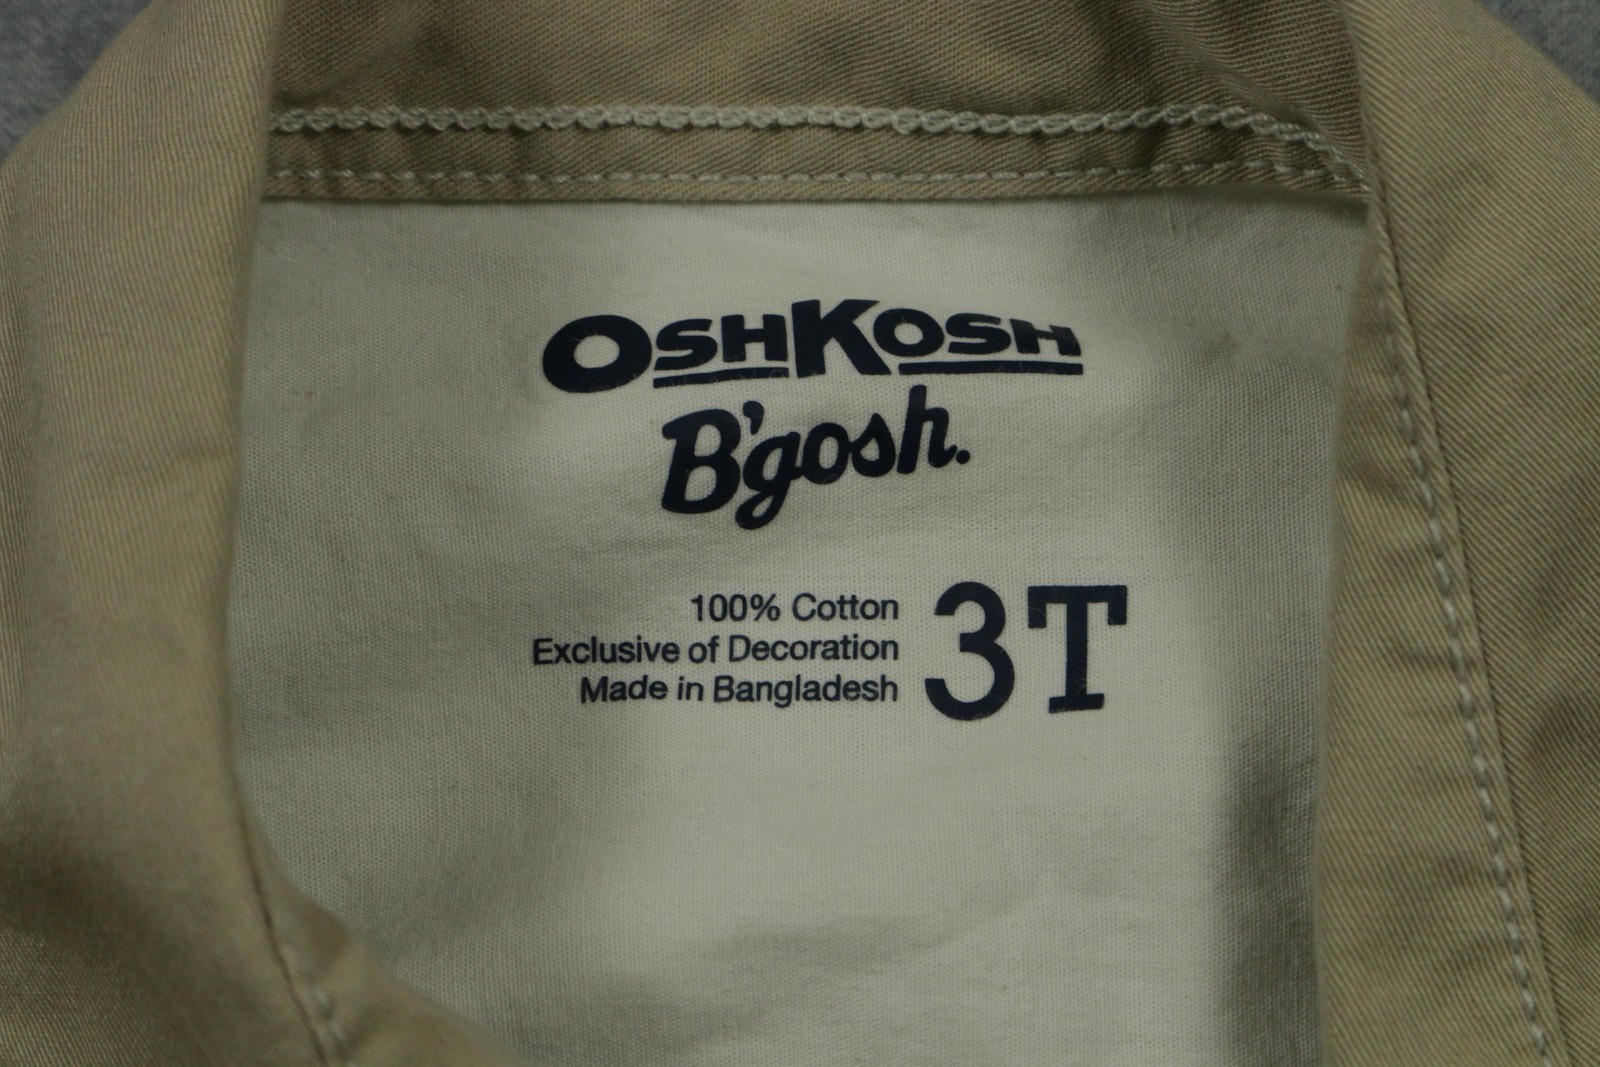 OSHKOSH
B'gosh.
100% Cotton
Exclusive of Decoration
Made in Bangladesh
3T